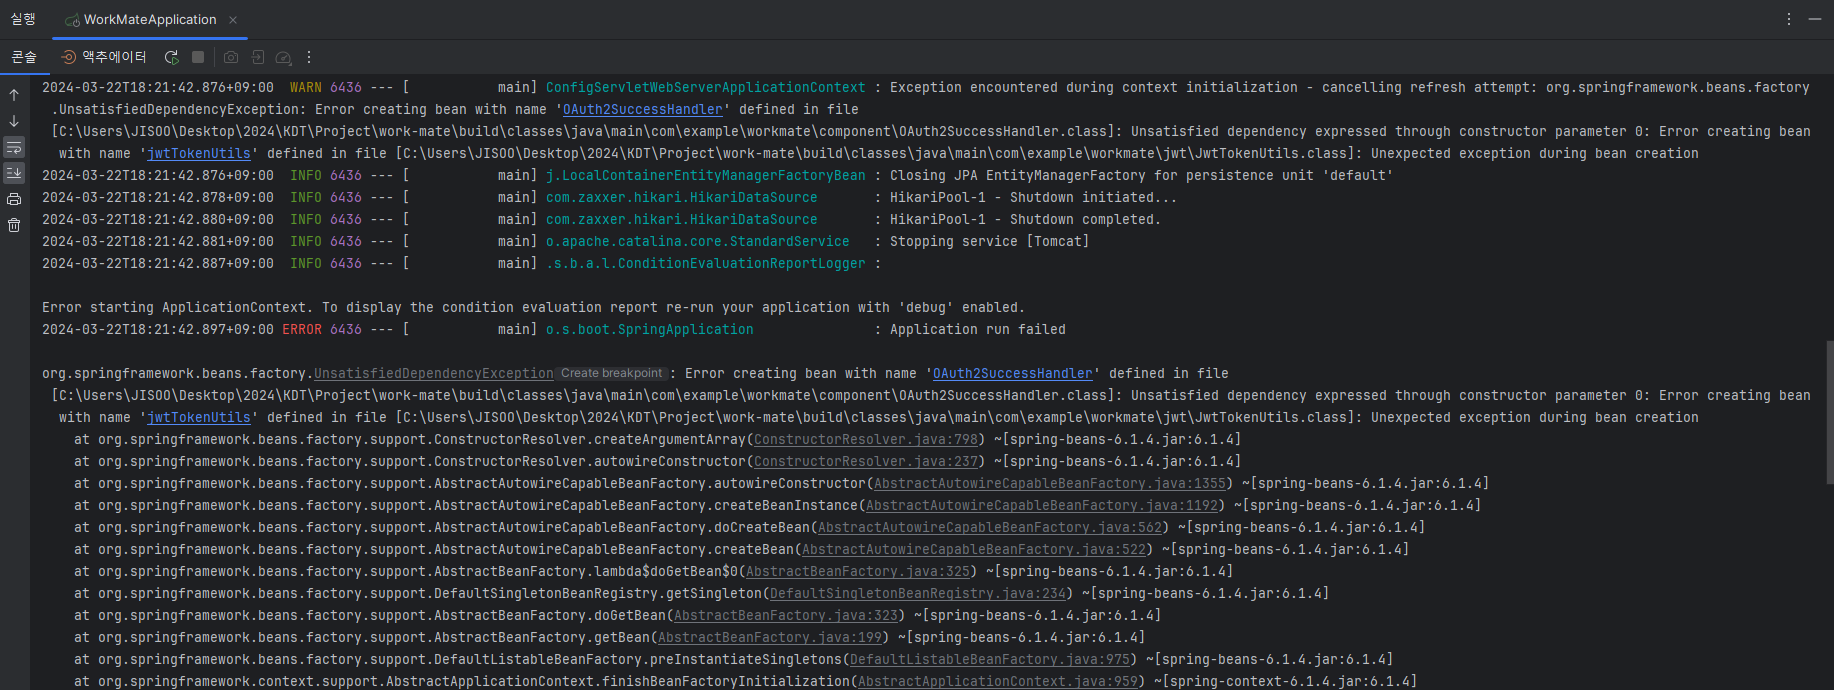 실행 WorkMateApplication
콘솔 액추에이터
2024-03-22T18:21:42.876+09:00  WARN 6436 --- [           main] ConfigServletWebServerApplicationContext : Exception encountered during context initialization - cancelling refresh attempt: org.springframework.beans.factory
.UnsatisfiedDependencyException: Error creating bean with name 'OAuth2SuccessHandler' defined in file
[C:\Users\JISOO\Desktop\2024\KDT\Project\work-mate\build\classes\java\main\com\example\workmate\component\OAuth2SuccessHandler.class]: Unsatisfied dependency expressed through constructor parameter 0: Error creating bean
with name 'jwtTokenUtils' defined in file [C:\Users\JISOO\Desktop\2024\KDT\Project\work-mate\build\classes\java\main\com\example\workmate\jwt\JwtTokenUtils.class]: Unexpected exception during bean creation
2024-03-22T18:21:42.876+09:00  INFO 6436 --- [           main] j.LocalContainerEntityManagerFactoryBean : Closing JPA EntityManagerFactory for persistence unit 'default'
2024-03-22T18:21:42.878+09:00  INFO 6436 --- [           main] com.zaxxer.hikari.HikariDataSource       : HikariPool-1 - Shutdown initiated...
2024-03-22T18:21:42.880+09:00  INFO 6436 --- [           main] com.zaxxer.hikari.HikariDataSource       : HikariPool-1 - Shutdown completed.
2024-03-22T18:21:42.881+09:00  INFO 6436 --- [           main] o.apache.catalina.core.StandardService   : Stopping service [Tomcat]
2024-03-22T18:21:42.887+09:00  INFO 6436 --- [           main] .s.b.a.l.ConditionEvaluationReportLogger :
Error starting ApplicationContext. To display the condition evaluation report re-run your application with 'debug' enabled.
2024-03-22T18:21:42.897+09:00 ERROR 6436 --- [           main] o.s.boot.SpringApplication               : Application run failed
org.springframework.beans.factory.UnsatisfiedDependencyException Create breakpoint : Error creating bean with name 'OAuth2SuccessHandler' defined in file
[C:\Users\JISOO\Desktop\2024\KDT\Project\work-mate\build\classes\java\main\com\example\workmate\component\OAuth2SuccessHandler.class]: Unsatisfied dependency expressed through constructor parameter 0: Error creating bean
with name 'jwtTokenUtils' defined in file [C:\Users\JISOO\Desktop\2024\KDT\Project\work-mate\build\classes\java\main\com\example\workmate\jwt\JwtTokenUtils.class]: Unexpected exception during bean creation
at org.springframework.beans.factory.support.ConstructorResolver.createArgumentArray(ConstructorResolver.java:798) ~[spring-beans-6.1.4.jar:6.1.4]
at org.springframework.beans.factory.support.ConstructorResolver.autowireConstructor(ConstructorResolver.java:237) ~[spring-beans-6.1.4.jar:6.1.4]
at org.springframework.beans.factory.support.AbstractAutowireCapableBeanFactory.autowireConstructor(AbstractAutowireCapableBeanFactory.java:1355) ~[spring-beans-6.1.4.jar:6.1.4]
at org.springframework.beans.factory.support.AbstractAutowireCapableBeanFactory.createBeanInstance(AbstractAutowireCapableBeanFactory.java:1192) ~[spring-beans-6.1.4.jar:6.1.4]
at org.springframework.beans.factory.support.AbstractAutowireCapableBeanFactory.doCreateBean(AbstractAutowireCapableBeanFactory.java:562) ~[spring-beans-6.1.4.jar:6.1.4]
at org.springframework.beans.factory.support.AbstractAutowireCapableBeanFactory.createBean(AbstractAutowireCapableBeanFactory.java:522) ~[spring-beans-6.1.4.jar:6.1.4]
at org.springframework.beans.factory.support.AbstractBeanFactory.lambda$doGetBean$0(AbstractBeanFactory.java:325) ~[spring-beans-6.1.4.jar:6.1.4]
at org.springframework.beans.factory.support.DefaultSingletonBeanRegistry.getSingleton(DefaultSingletonBeanRegistry.java:234) ~[spring-beans-6.1.4.jar:6.1.4]
at org.springframework.beans.factory.support.AbstractBeanFactory.doGetBean(AbstractBeanFactory.java:323) ~[spring-beans-6.1.4.jar:6.1.4]
at org.springframework.beans.factory.support.AbstractBeanFactory.getBean(AbstractBeanFactory.java:199) ~[spring-beans-6.1.4.jar:6.1.4]
at org.springframework.beans.factory.support.DefaultListableBeanFactory.preInstantiateSingletons(DefaultListableBeanFactory.java:975) ~[spring-beans-6.1.4.jar:6.1.4]
at org.springframework.context.support.AbstractApplicationContext.finishBeanFactoryInitialization(AbstractApplicationContext.java:959) ~[spring-context-6.1.4.jar:6.1.4]